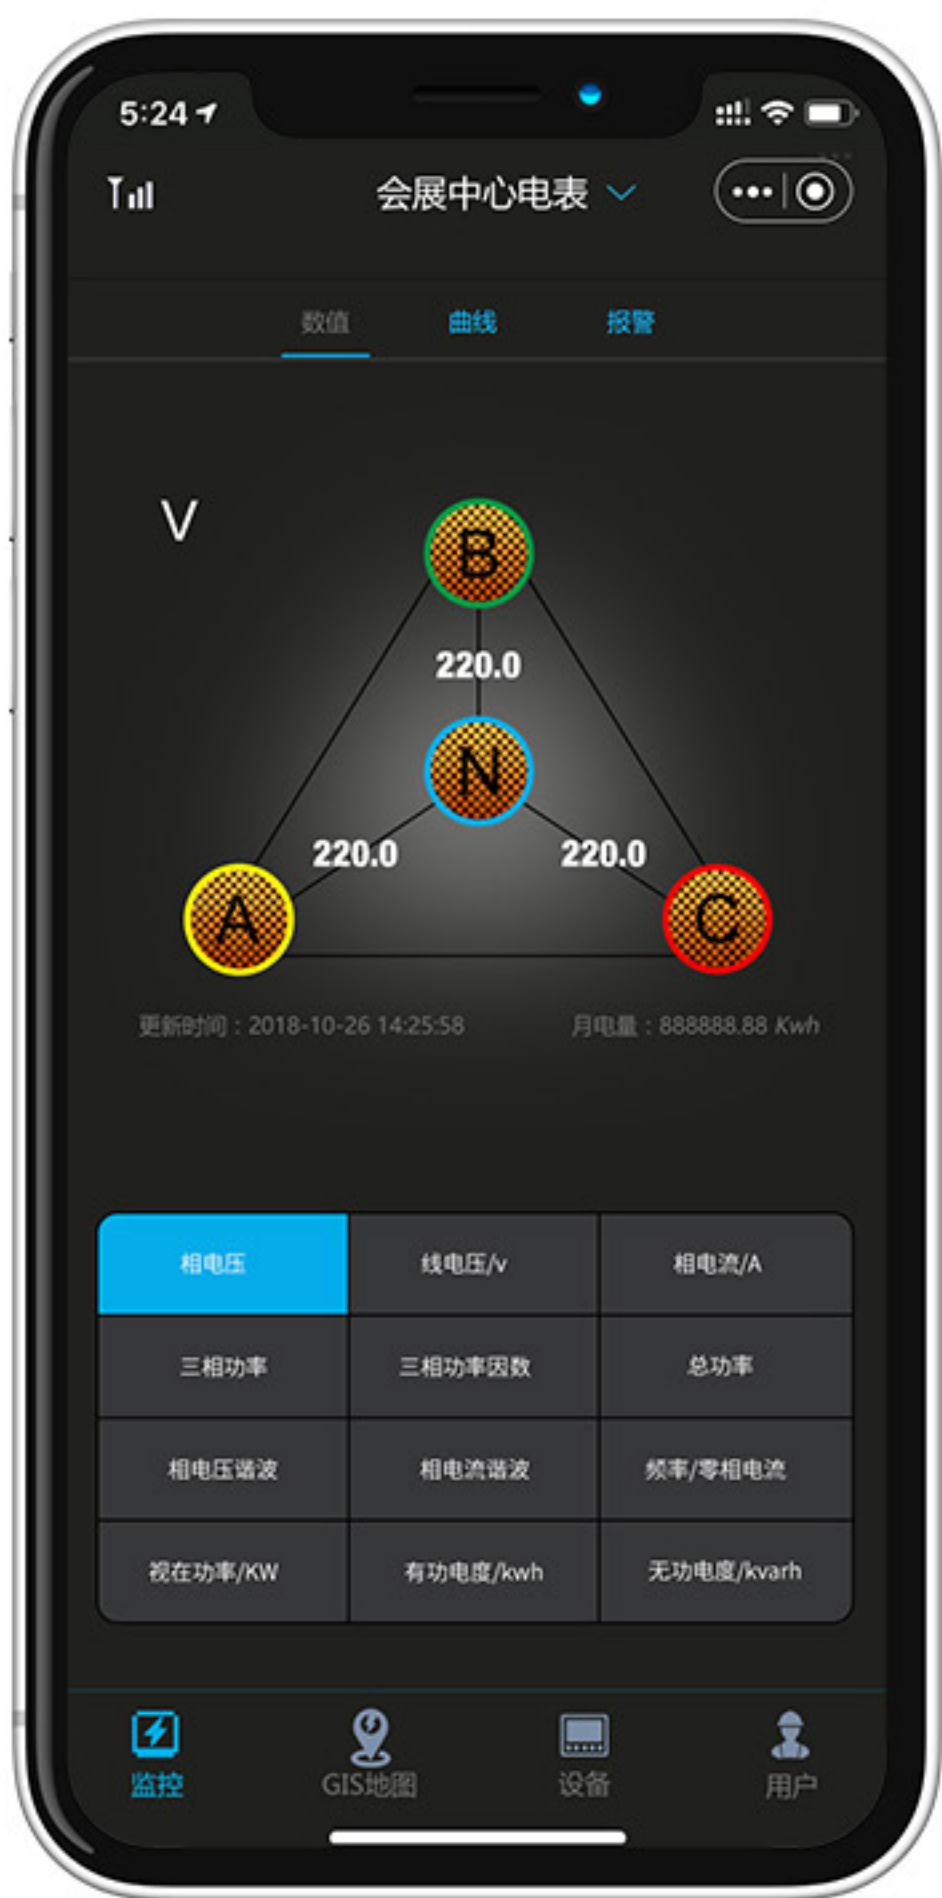 5:24
会展中心电表
数值 曲线 报警
V
B
220.0
N
220.0 220.0
A C
更新时间：2018-10-26 14:25:58 月电量：888888.88 Kwh
相电压 线电压/v 相电流/A
三相功率 三相功率因数 总功率
相电压谐波 相电流谐波 频率/零相电流
视在功率/KW 有功电度/kwh 无功电度/kvarh
监控 GIS地图 设备 用户